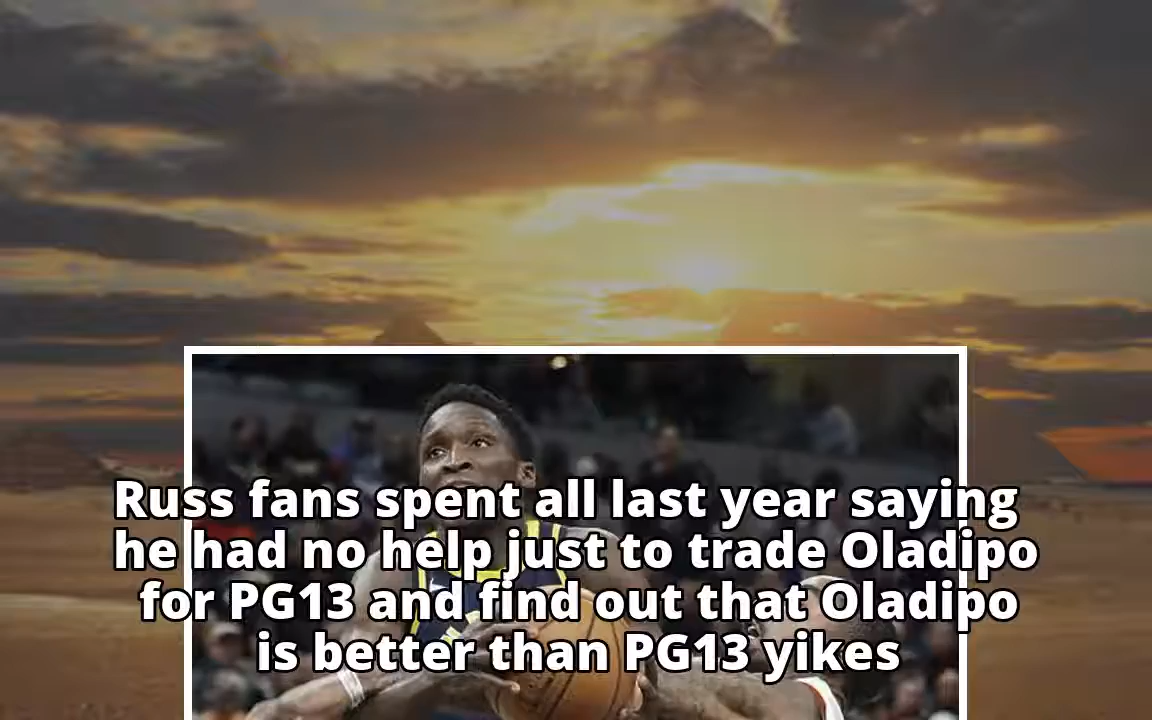 Russ fans spent all last year saying
he had no help just to trade Oladipo
for PG13 and find out that Oladipo
is better than PG13 yikes